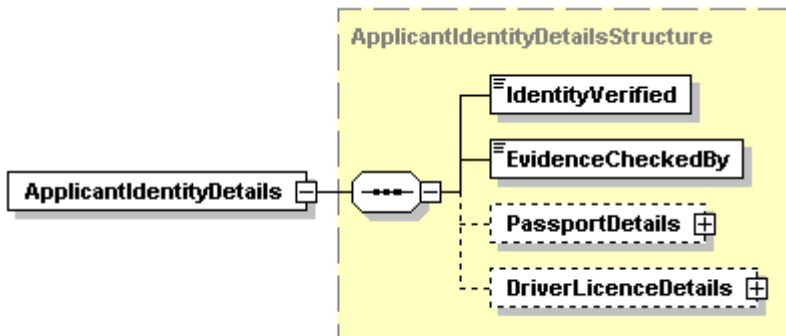 ApplicantIdentityDetailsStructure
IdentityVerified
EvidenceCheckedBy
ApplicantIdentityDetails
PassportDetails
DriverLicenceDetails